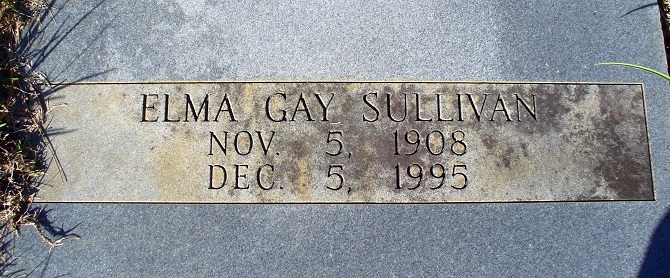 ELMA GAY SULLIVAN
NOV. 5, 1908
DEC. 5, 1995